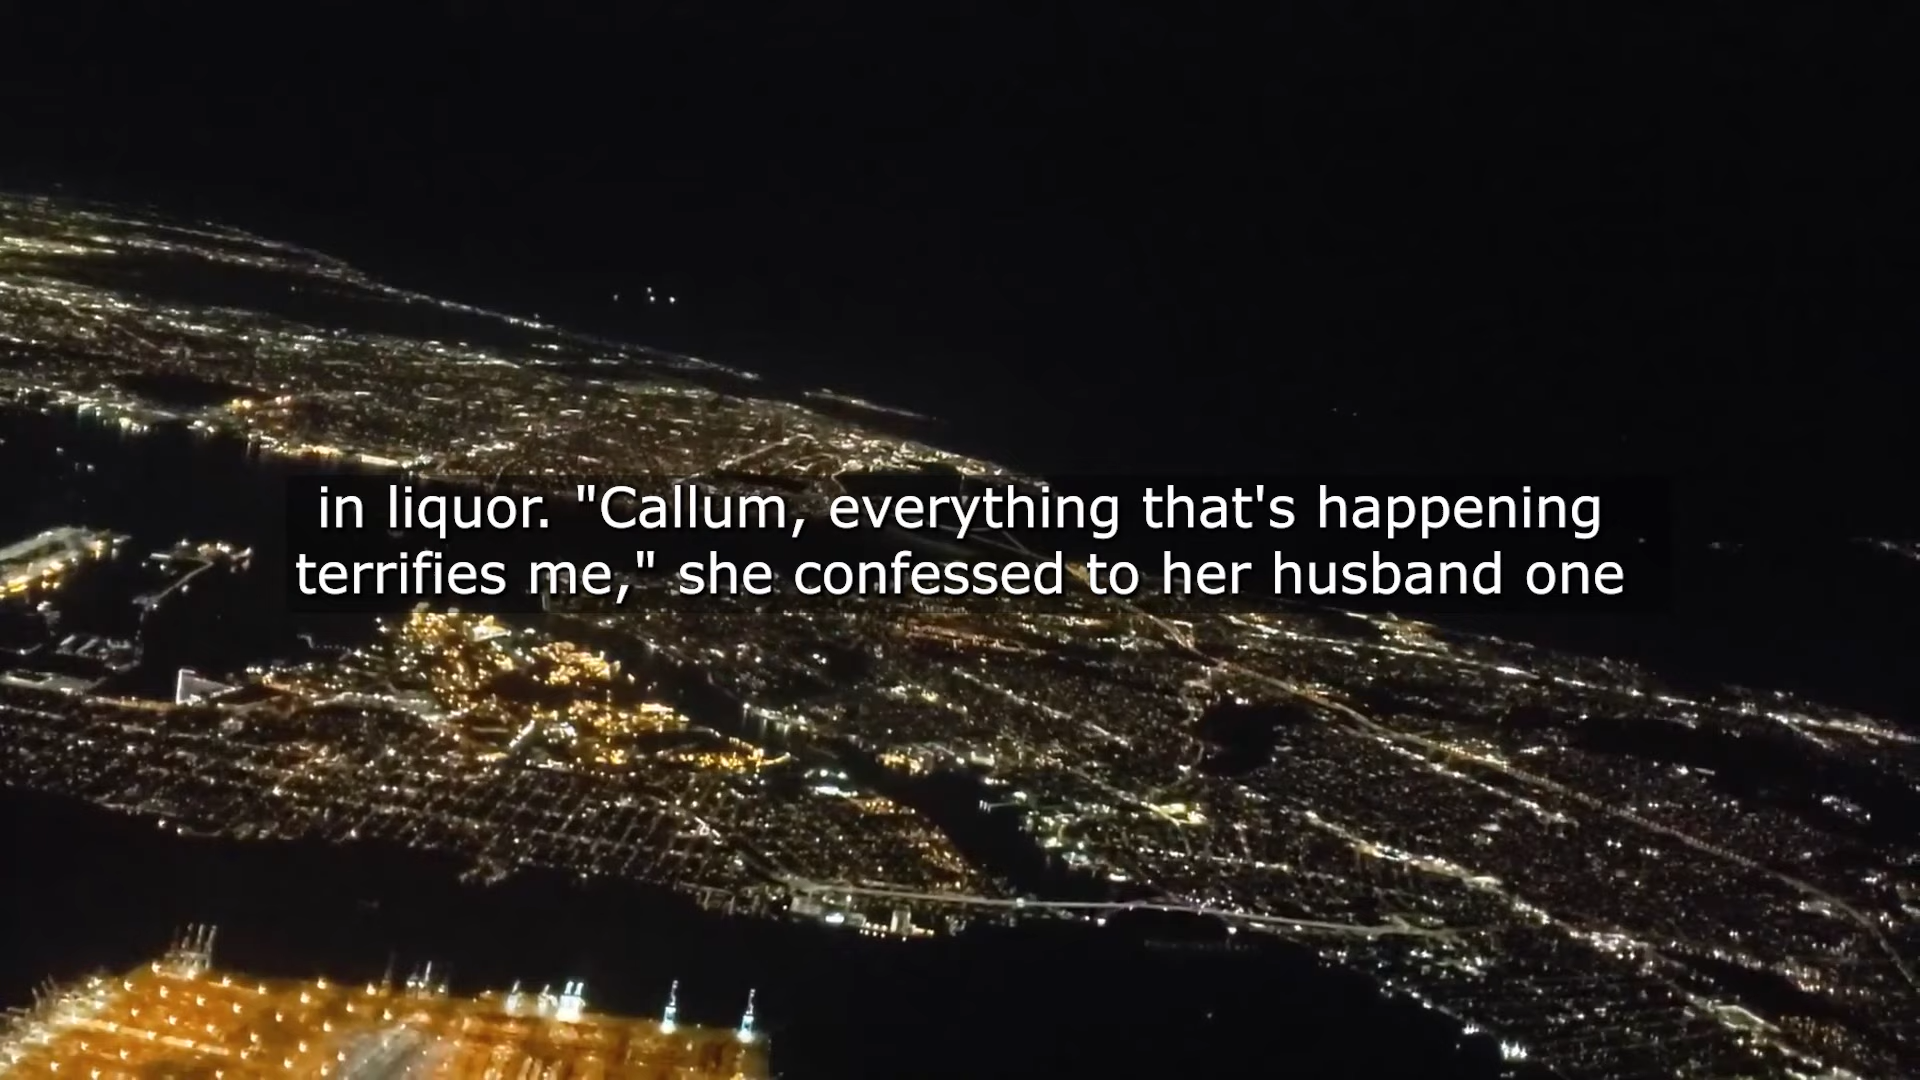 in liquor. "Callum, everything that's happening
terrifies me," she confessed to her husband one